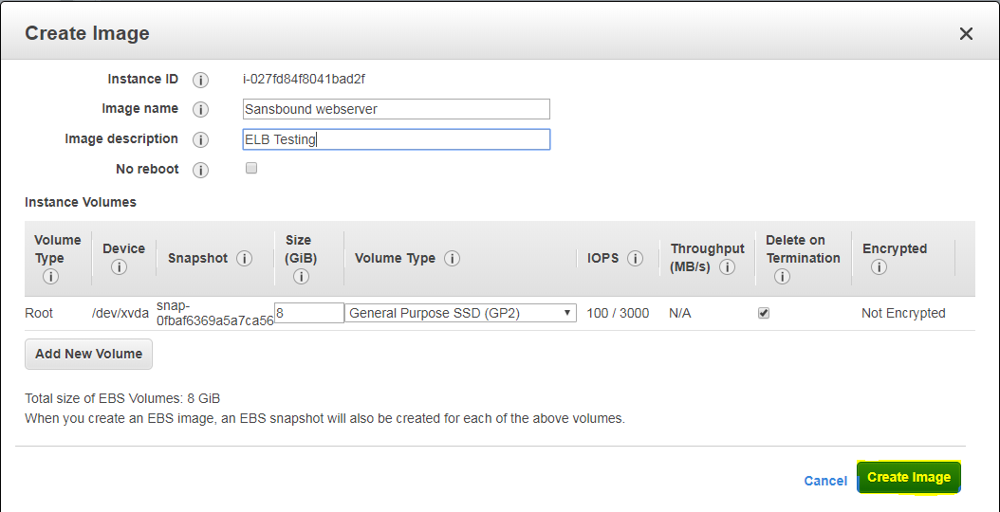 Create Image
Instance ID i-027fd84f8041bad2f
Image name Sansbound webserver
Image description ELB Testing
No reboot
Instance Volumes
Volume Type Device Snapshot Size (GiB) Volume Type IOPS Throughput (MB/s) Delete on Termination Encrypted
Root /dev/xvda snap-0fbaf6369a5a7ca56 8 General Purpose SSD (GP2) 100 / 3000 N/A Not Encrypted
Add New Volume
Total size of EBS Volumes: 8 GiB
When you create an EBS image, an EBS snapshot will also be created for each of the above volumes.
Cancel Create Image